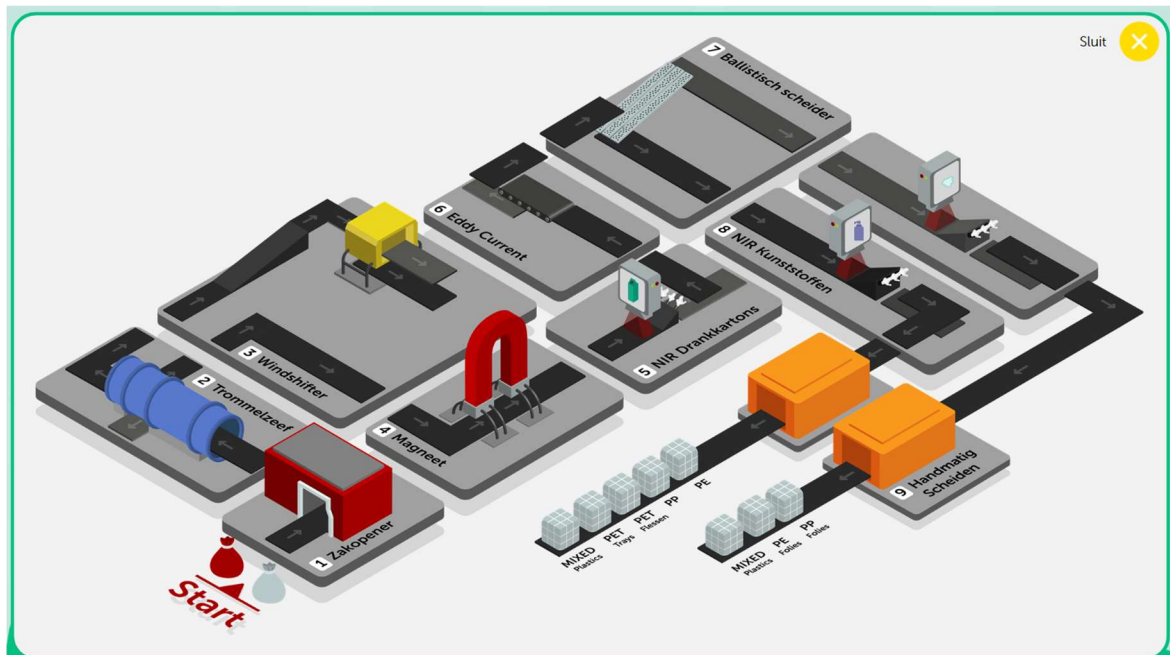 Sluit
7 Ballistisch scheider
6 Eddy Current
8 NIR Kunststoffen
3 Windshifter
5 NIR Drankkartons
2 Trommelzeef
4 Magneet
9 Handmatig
Scheiden
1 Zakopener
Start
MIXED
Plastics
PET
Trays
PET
Flessen
PP
PE
MIXED
Plastics
PE
Folies
PP
Folies